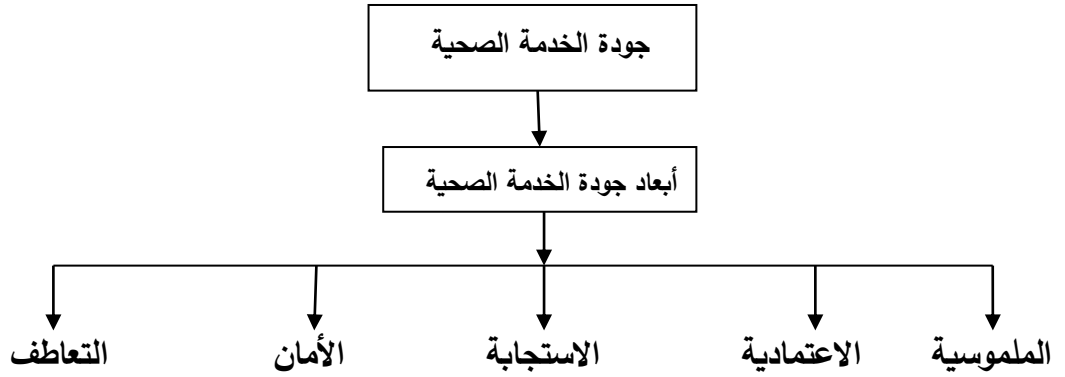 جودة الخدمة الصحية
أبعاد جودة الخدمة الصحية
الملموسية الاعتمادية الاستجابة الأمان التعاطف